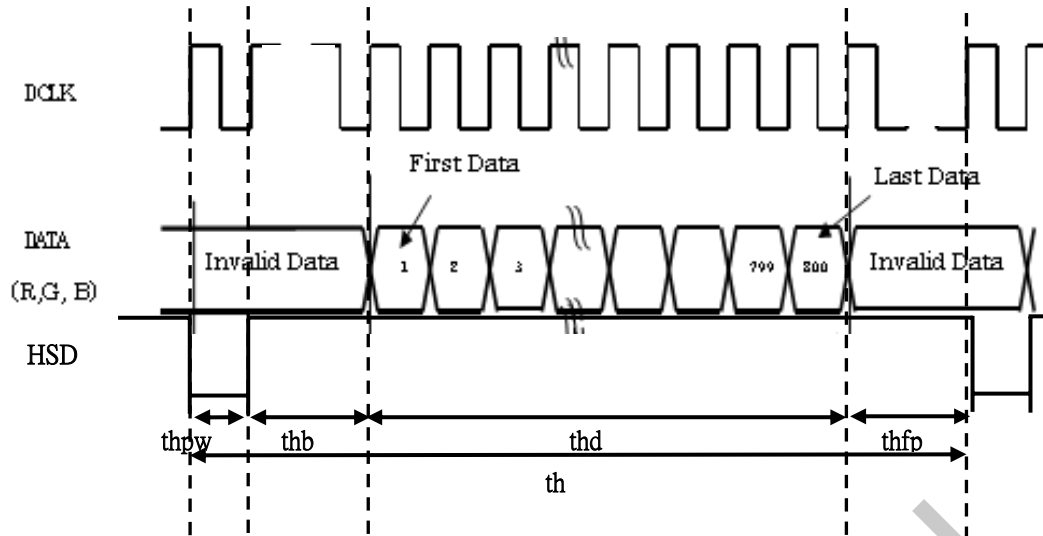 DCLK
First Data
Last Data
DATA
(R,G, B)
Invalid Data
1
2
3
799
800
Invalid Data
HSD
thpw
thb
thd
thfp
th